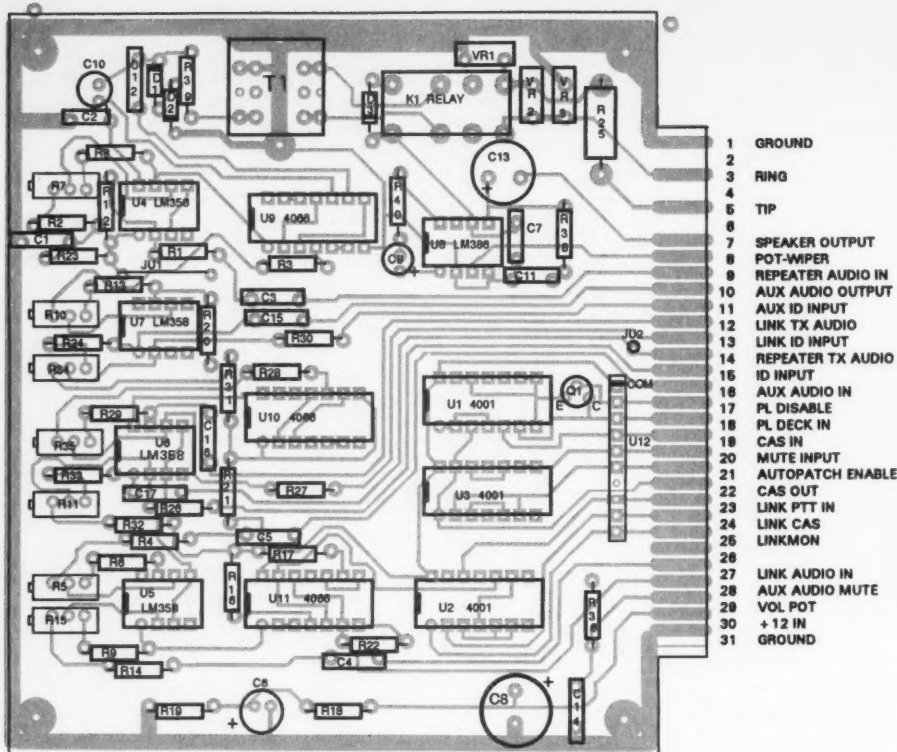 C10
C12
D1
D2
R39
T1
D3
K1 RELAY
VR1
VR2
VR3
R25
C2
R8
R7
R12
U4 LM358
U9 4066
R40
C13
+
U8 LM386
C7
R38
R2
C1
R23
R1
JU1
R3
C9
+
C11
R13
R10
U7 LM358
R20
C3
C15
R30
R24
R34
R31
R28
JU2
COM
R29
R35
U6
LM358
C16
U10 4066
U1 4001
Q1
E
C
U12
R33
R11
C17
R26
R21
R27
U3 4001
R32
R4
C5
R17
R6
R5
U5
LM358
R16
U11 4066
U2 4001
R36
R15
R9
R14
R22
C4
R19
C6
+
R18
C8
+
C14
1 GROUND
2
3 RING
4
5 TIP
6
7 SPEAKER OUTPUT
8 POT-WIPER
9 REPEATER AUDIO IN
10 AUX AUDIO OUTPUT
11 AUX ID INPUT
12 LINK TX AUDIO
13 LINK ID INPUT
14 REPEATER TX AUDIO
15 ID INPUT
16 AUX AUDIO IN
17 PL DISABLE
18 PL DECK IN
19 CAS IN
20 MUTE INPUT
21 AUTOPATCH ENABLE
22 CAS OUT
23 LINK PTT IN
24 LINK CAS
25 LINKMON
26
27 LINK AUDIO IN
28 AUX AUDIO MUTE
29 VOL POT
30 +12 IN
31 GROUND